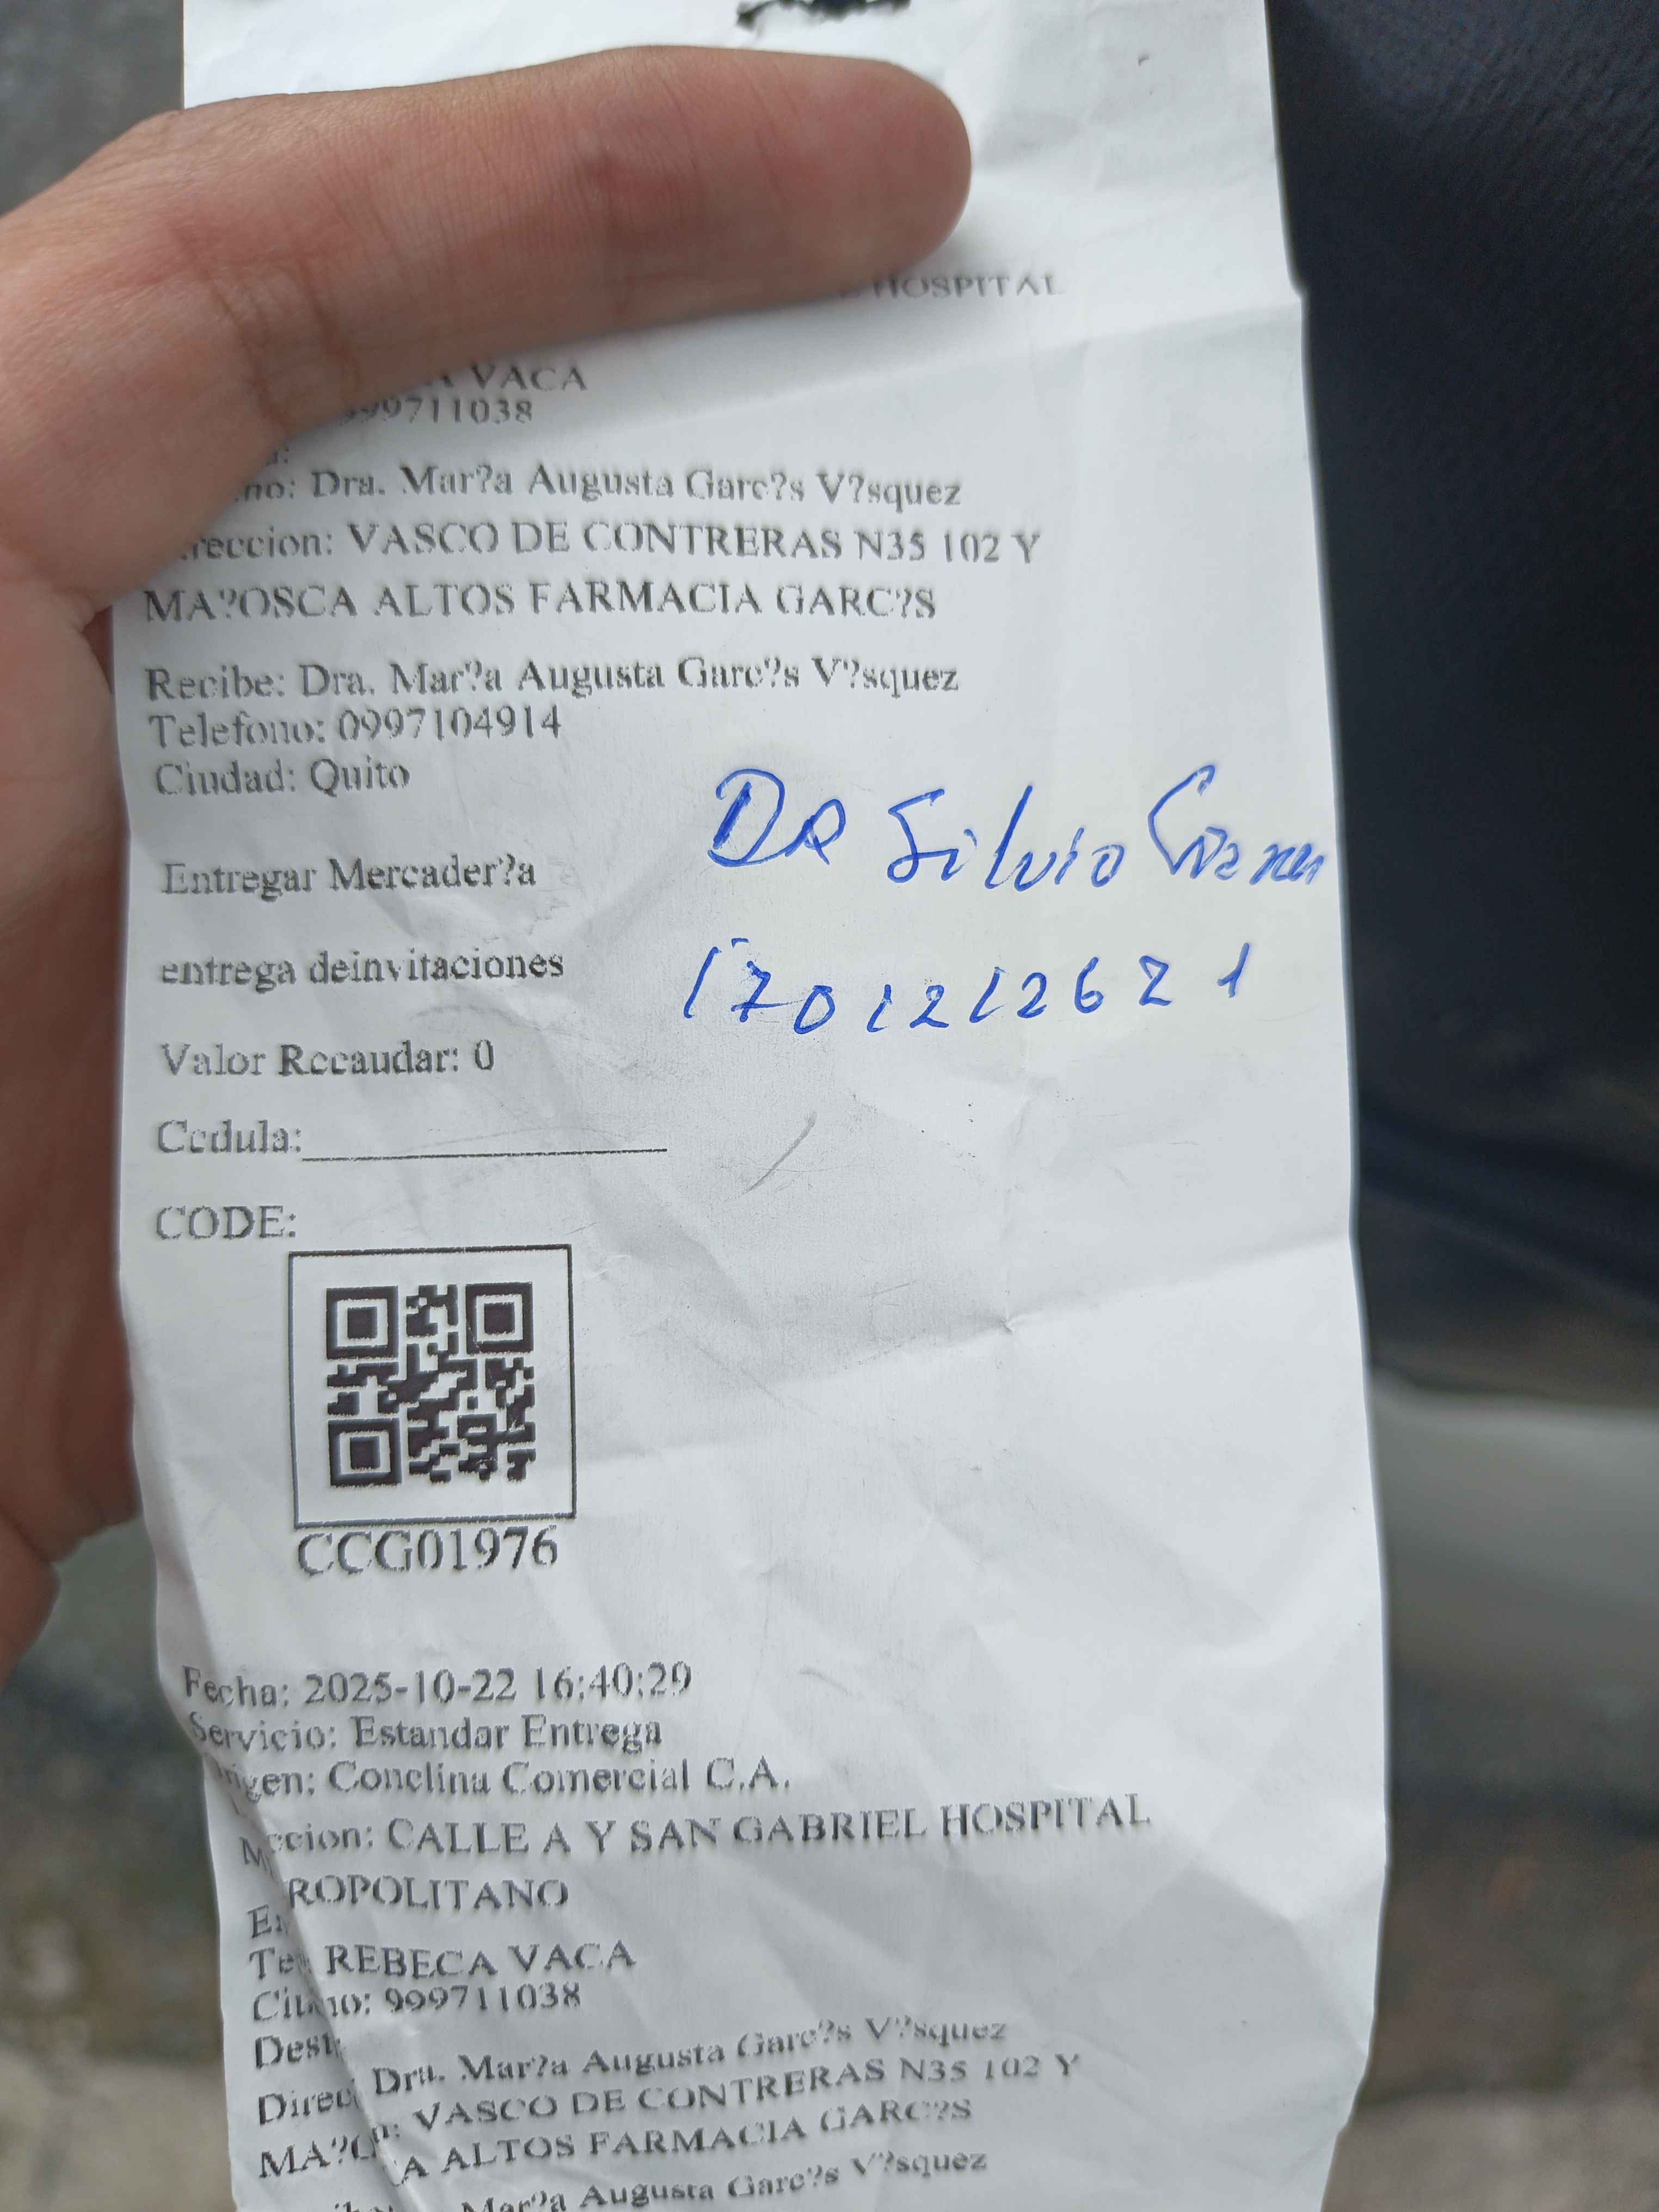 HOSPITAL
VACA
999711038
Dra. Mar?a Augusta Garc?s V?squez
reccion: VASCO DE CONTRERAS N35 102 Y
MA?OSCA ALTOS FARMACIA GARC?S
Recibe: Dra. Mar?a Augusta Garc?s V?squez
Telefono: 0997104914
Ciudad: Quito
DR Silvio
Entregar Mercader?a
entrega deinvitaciones
1701212621
Valor Recaudar: 0
Cedula:
CODE:
CCG01976
Fecha: 2025-10-22 16:40:29
Servicio: Estandar Entrega
igen: Conclina Comercial C.A.
ccion: CALLE A Y SAN GABRIEL HOSPITAL
ROPOLITANO
REBECA VACA
no: 999711038
Dest
Dra. Mar?a Augusta Garc?s V?squez
Direc VASCO DE CONTRERAS N35 102 Y
MA?O A ALTOS FARMACIA GARC?S
Mar?a Augusta Garc?s V?squez